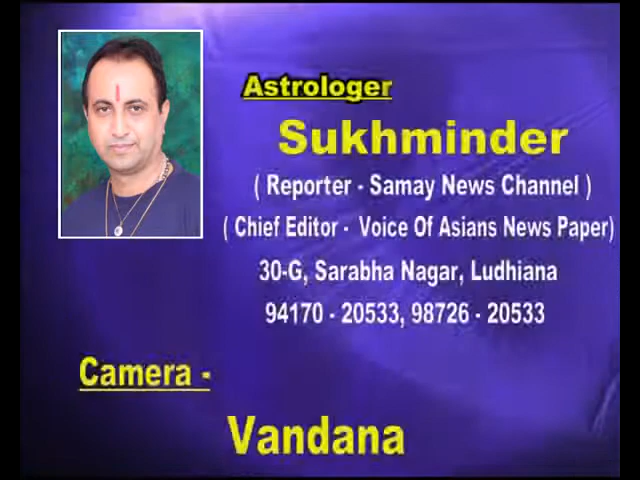 Astrologer
Sukhminder
( Reporter - Samay News Channel )
( Chief Editor - Voice Of Asians News Paper)
30-G, Sarabha Nagar, Ludhiana
94170 - 20533, 98726 - 20533
Camera -
Vandana